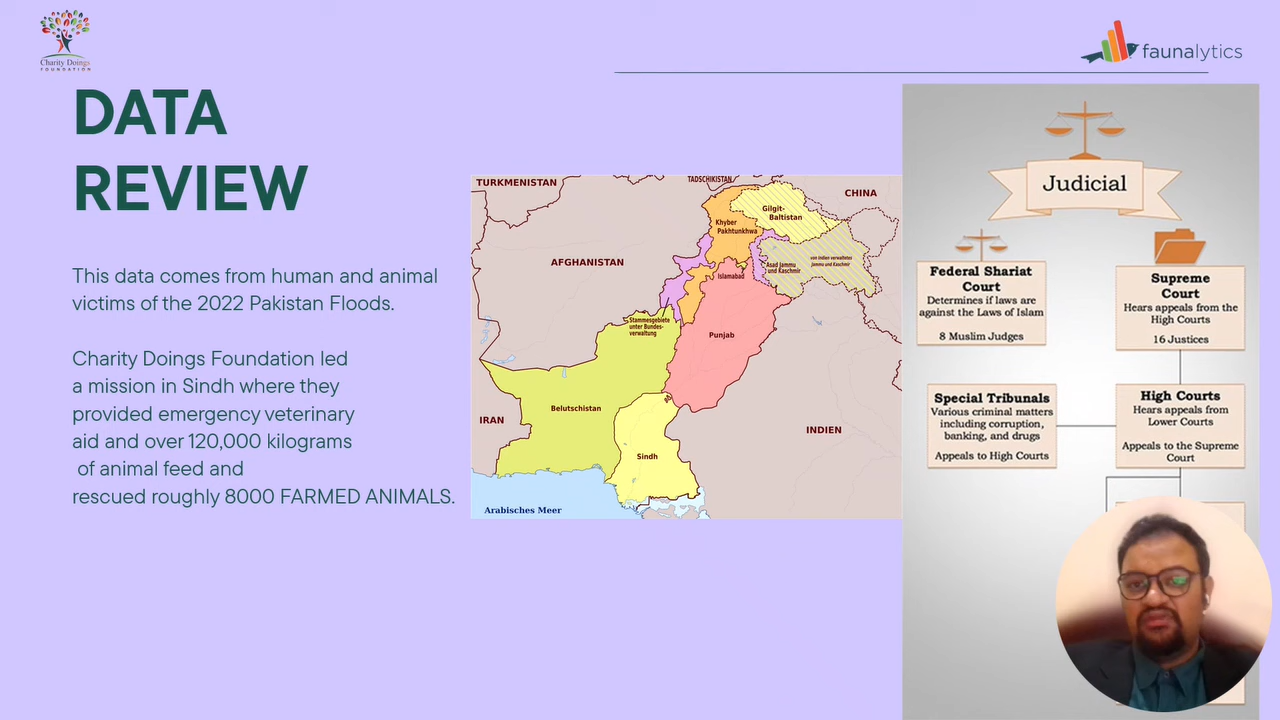 Charity Doings
FOUNDATION
faunalytics
DATA
REVIEW
This data comes from human and animal
victims of the 2022 Pakistan Floods.
Charity Doings Foundation led
a mission in Sindh where they
provided emergency veterinary
aid and over 120,000 kilograms
of animal feed and
rescued roughly 8000 FARMED ANIMALS.
TURKMENISTAN
TADSCHIKISTAN
CHINA
Gilgit-
Baltistan
Khyber
Pakhtunkhwa
AFGHANISTAN
Asad Jammu
und Kaschmir
von Indien verwaltetes
Jammu und Kaschmir
Islamabad
Stammesgebiete
unter Bundes-
verwaltung
Punjab
Belutschistan
IRAN
INDIEN
Sindh
Arabisches Meer
Judicial
Federal Shariat
Court
Determines if laws are
against the Laws of Islam
8 Muslim Judges
Supreme
Court
Hears appeals from the
High Courts
16 Justices
Special Tribunals
Various criminal matters
including corruption,
banking, and drugs
Appeals to High Courts
High Courts
Hears appeals from
Lower Courts
Appeals to the Supreme
Court